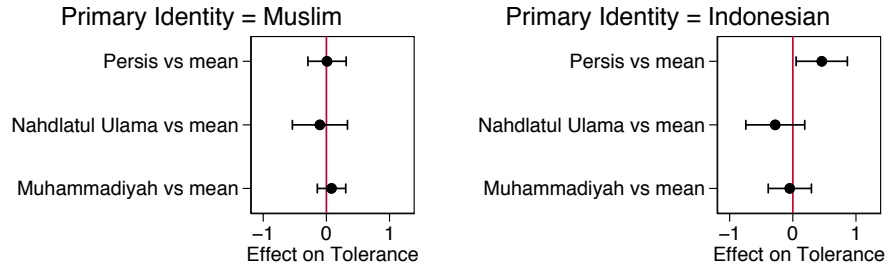 Primary Identity = Muslim
Persis vs mean
Nahdlatul Ulama vs mean
Muhammadiyah vs mean
−1 0 1
Effect on Tolerance
Primary Identity = Indonesian
Persis vs mean
Nahdlatul Ulama vs mean
Muhammadiyah vs mean
−1 0 1
Effect on Tolerance